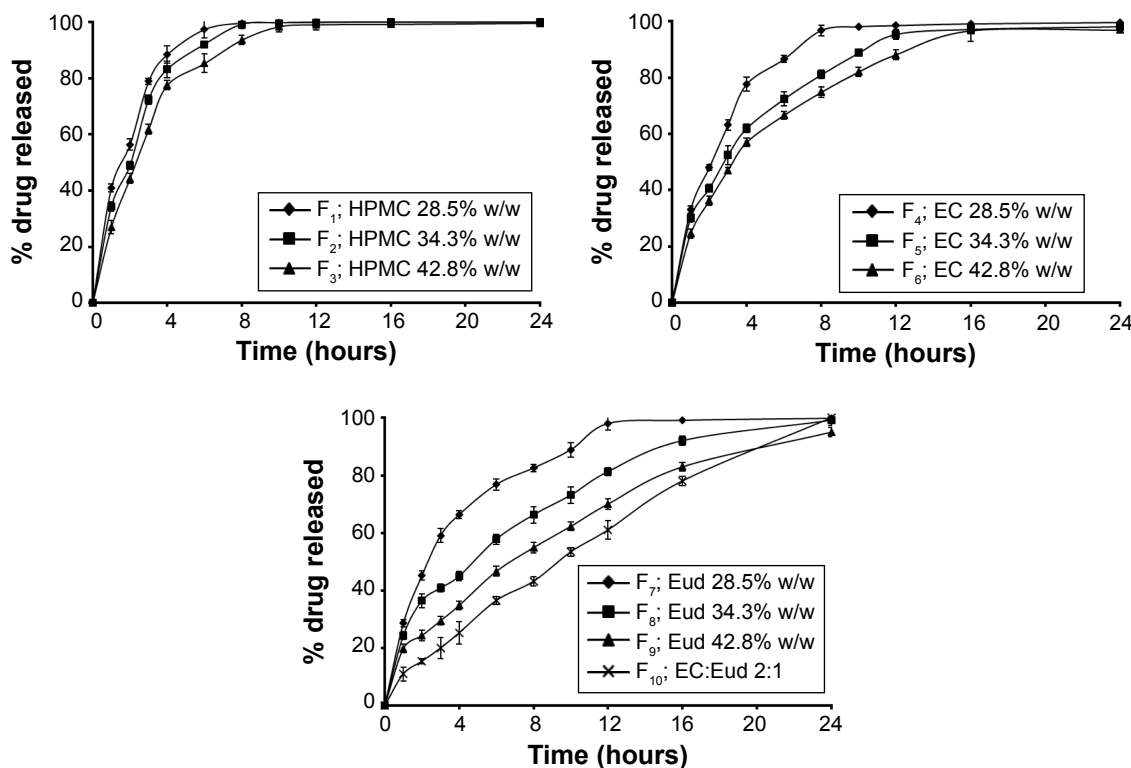 100
80
60
40
20
0
% drug released
F1; HPMC 28.5% w/w
F2; HPMC 34.3% w/w
F3; HPMC 42.8% w/w
0 4 8 12 16 20 24
Time (hours)
100
80
60
40
20
0
% drug released
F4; EC 28.5% w/w
F5; EC 34.3% w/w
F6; EC 42.8% w/w
0 4 8 12 16 20 24
Time (hours)
100
80
60
40
20
0
% drug released
F7; Eud 28.5% w/w
F8; Eud 34.3% w/w
F9; Eud 42.8% w/w
F10; EC:Eud 2:1
0 4 8 12 16 20 24
Time (hours)